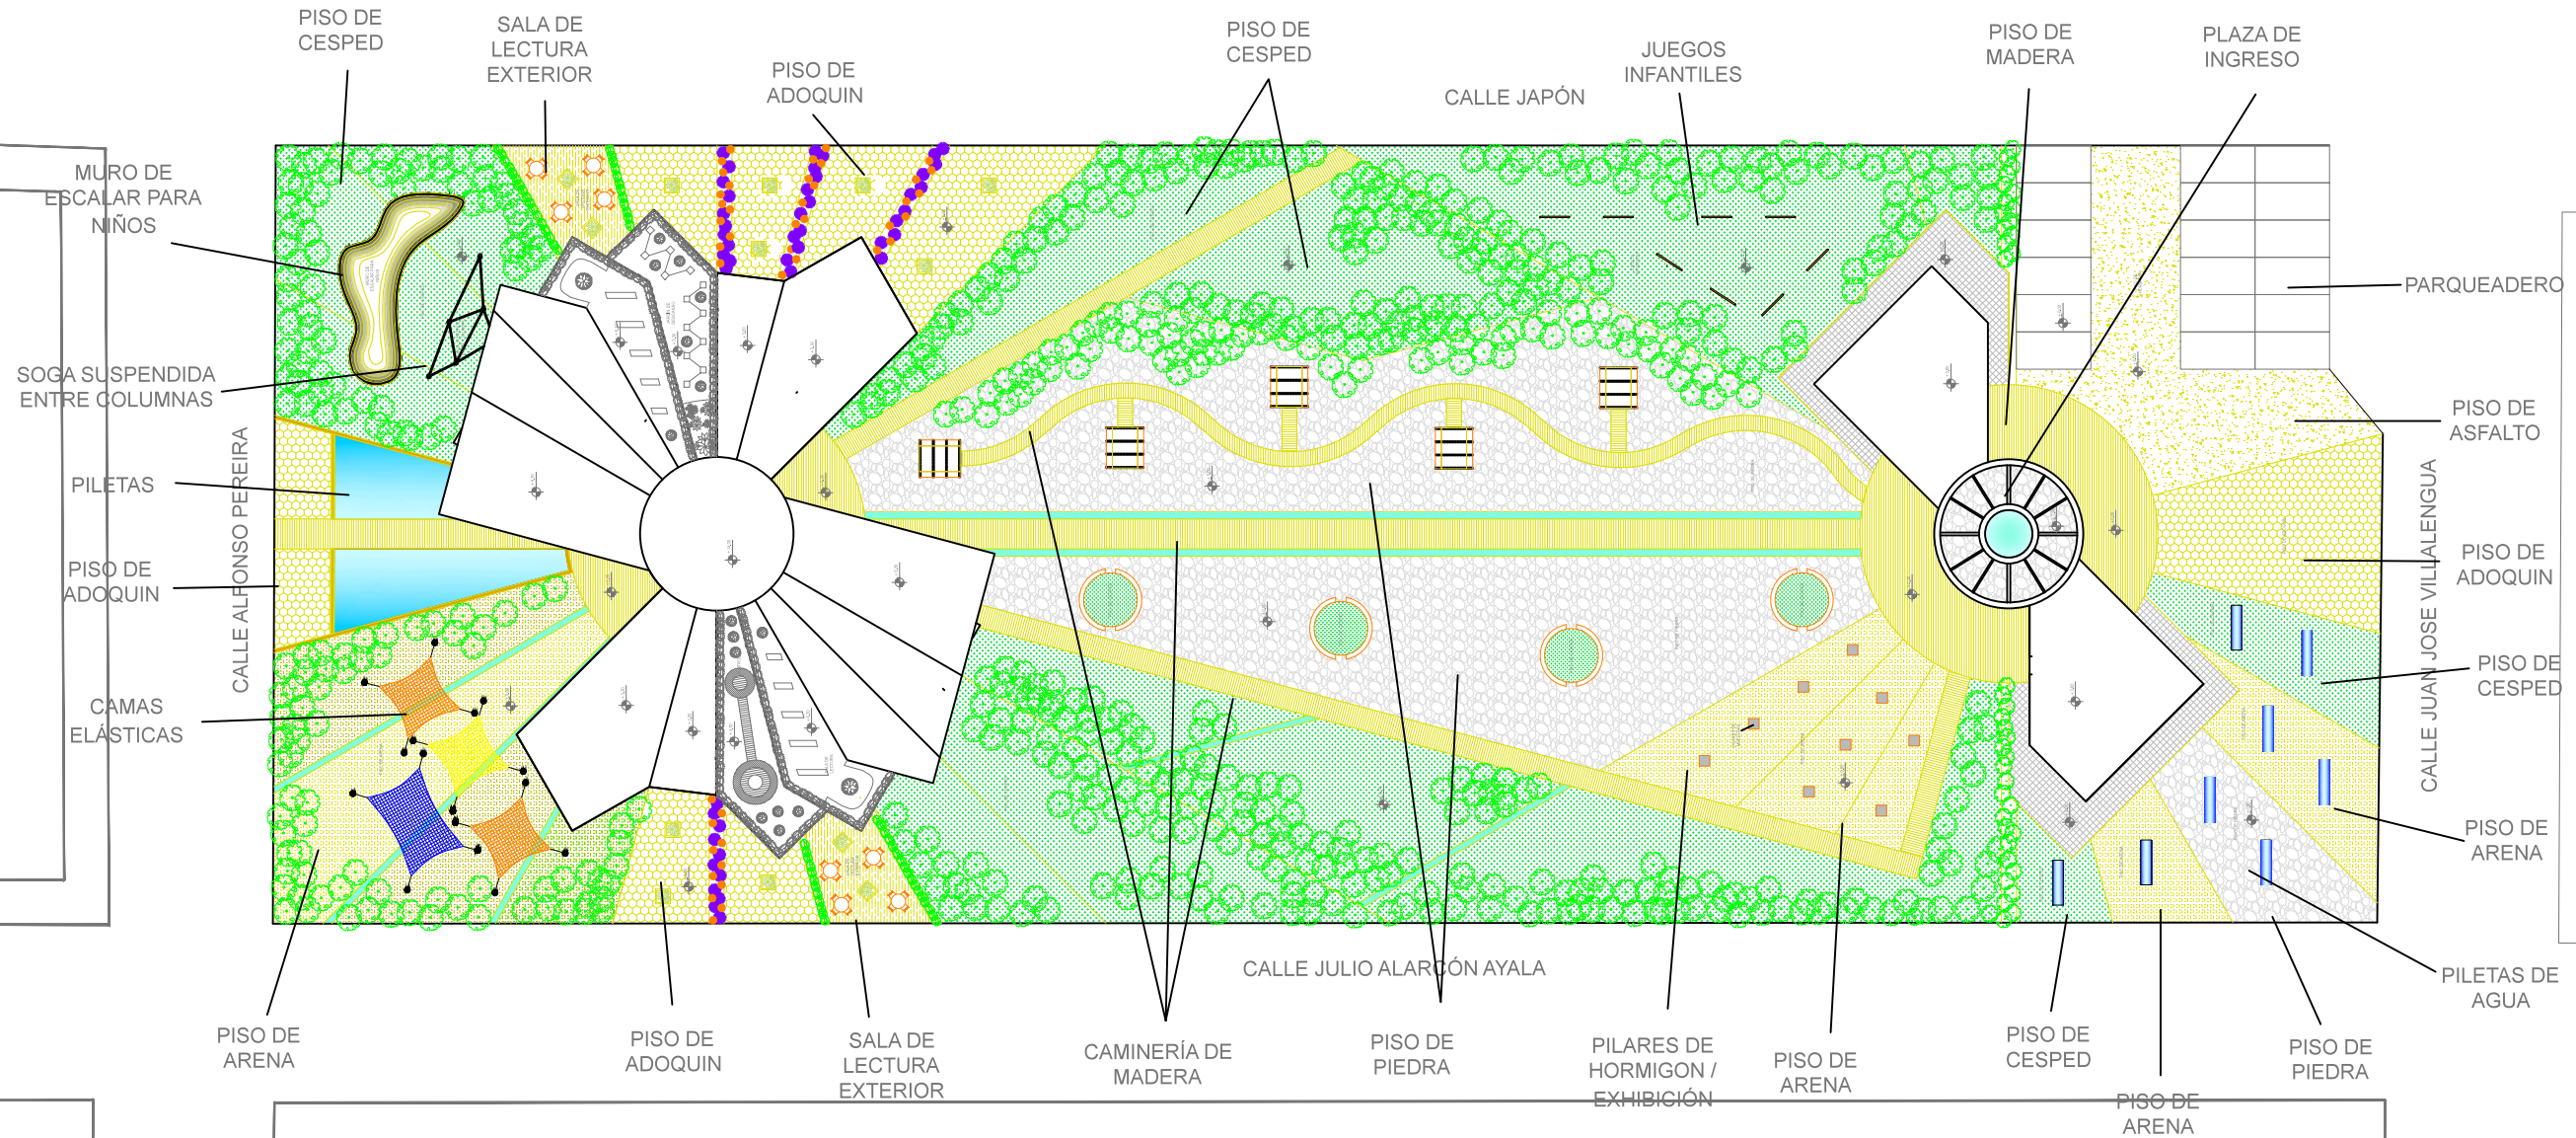 PISO DE
CESPED
SALA DE
LECTURA
EXTERIOR
PISO DE
ADOQUIN
PISO DE
CESPED
CALLE JAPÓN
JUEGOS
INFANTILES
PISO DE
MADERA
PLAZA DE
INGRESO
MURO DE
ESCALAR PARA
NIÑOS
SOGA SUSPENDIDA
ENTRE COLUMNAS
PILETAS
PISO DE
ADOQUIN
CAMAS
ELÁSTICAS
CALLE ALFRONSO PEREIRA
PARQUEADERO
PISO DE
ASFALTO
PISO DE
ADOQUIN
CALLE JUAN JOSE VILLALENGUA
PISO DE
CESPED
PISO DE
ARENA
PILETAS DE
AGUA
CALLE JULIO ALARCÓN AYALA
PISO DE
ARENA
PISO DE
ADOQUIN
SALA DE
LECTURA
EXTERIOR
CAMINERÍA DE
MADERA
PISO DE
PIEDRA
PILARES DE
HORMIGON /
EXHIBICIÓN
PISO DE
ARENA
PISO DE
CESPED
PISO DE
ARENA
PISO DE
PIEDRA